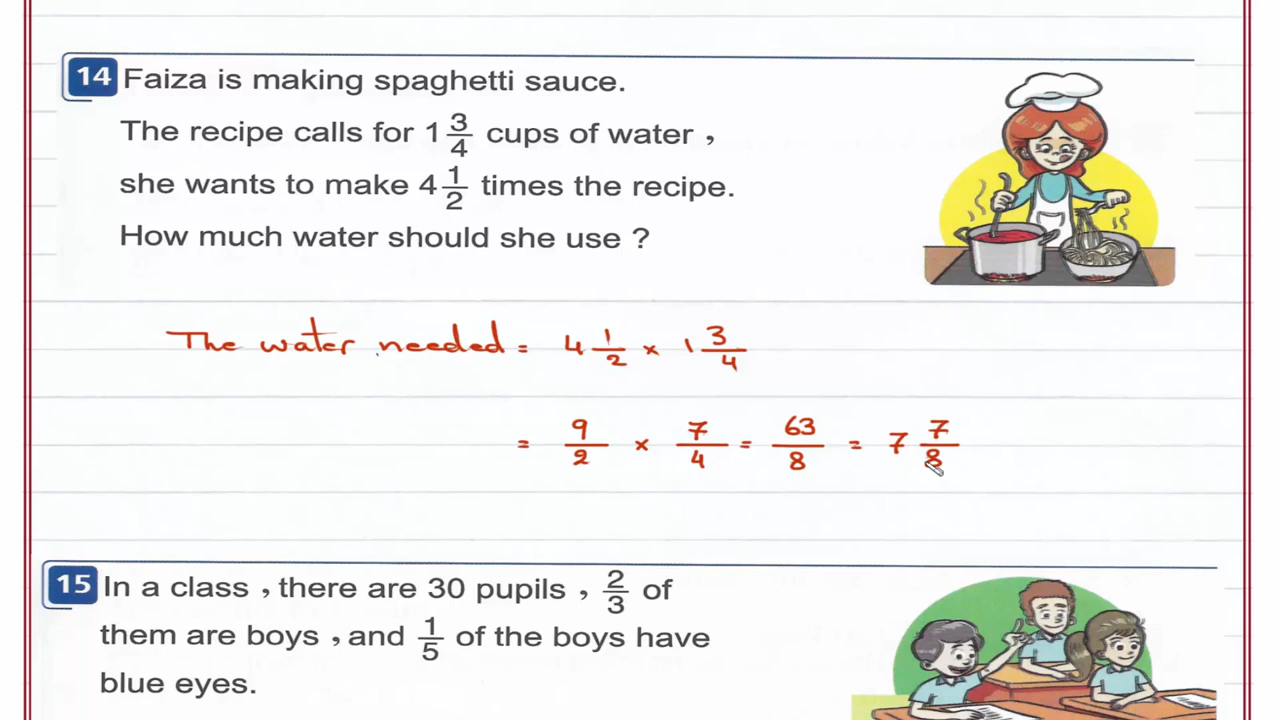 14 Faiza is making spaghetti sauce.
The recipe calls for 1 3/4 cups of water ,
she wants to make 4 1/2 times the recipe.
How much water should she use ?
The water needed = 4 1/2 × 1 3/4
= 9/2 × 7/4 = 63/8 = 7 7/8
15 In a class , there are 30 pupils , 2/3 of
them are boys , and 1/5 of the boys have
blue eyes.